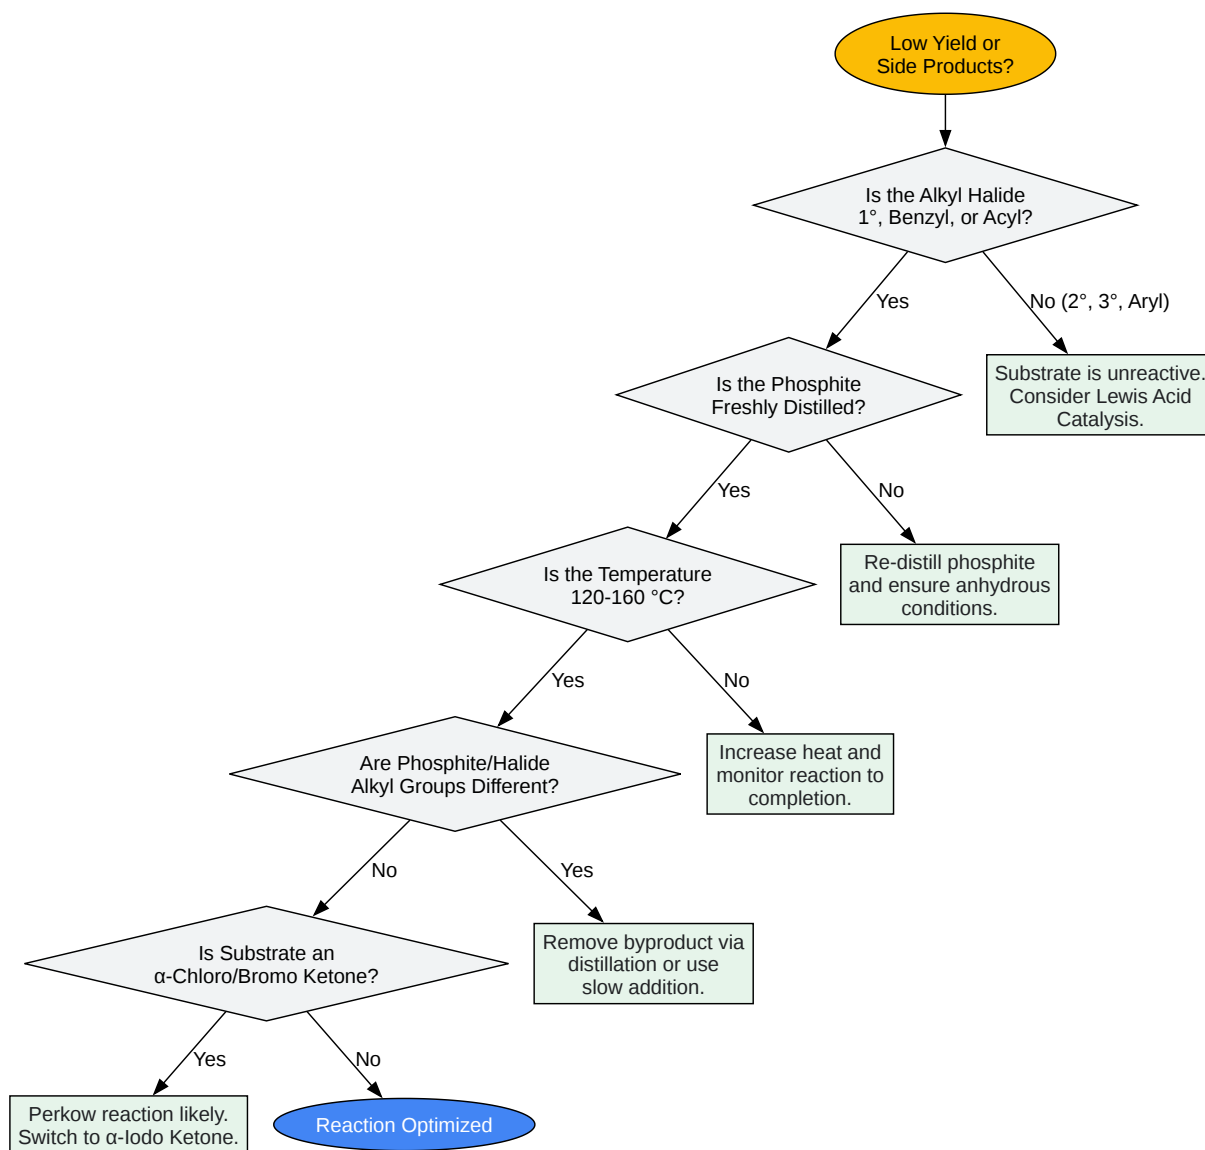 Low Yield or
Side Products?
Is the Alkyl Halide
1°, Benzyl, or Acyl?
Yes
No (2°, 3°, Aryl)
Is the Phosphite
Freshly Distilled?
Substrate is unreactive.
Consider Lewis Acid
Catalysis.
Yes
No
Is the Temperature
120-160 °C?
Re-distill phosphite
and ensure anhydrous
conditions.
Yes
No
Are Phosphite/Halide
Alkyl Groups Different?
Increase heat and
monitor reaction to
completion.
No
Yes
Is Substrate an
α-Chloro/Bromo Ketone?
Remove byproduct via
distillation or use
slow addition.
Yes
No
Perkow reaction likely.
Switch to α-Iodo Ketone.
Reaction Optimized